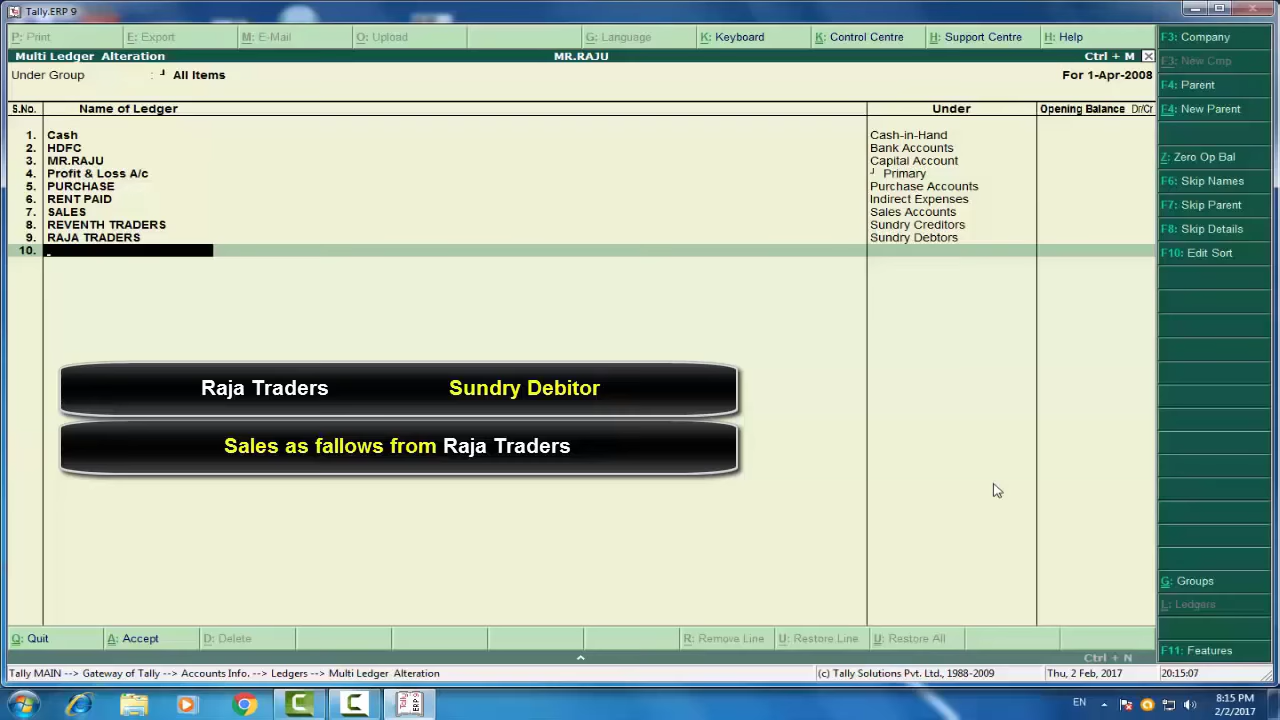 Tally.ERP 9
P: Print E: Export M: E-Mail O: Upload G: Language K: Keyboard K: Control Centre H: Support Centre H: Help
F3: Company
Multi Ledger Alteration MR.RAJU Ctrl + M
F3: New Cmp
Under Group : ┘ All Items For 1-Apr-2008
F4: Parent
S.No. Name of Ledger Under Opening Balance Dr/Cr
F4: New Parent
1. Cash Cash-in-Hand
2. HDFC Bank Accounts
3. MR.RAJU Capital Account
Z: Zero Op Bal
4. Profit & Loss A/c ┘ Primary
F6: Skip Names
5. PURCHASE Purchase Accounts
6. RENT PAID Indirect Expenses
F7: Skip Parent
7. SALES Sales Accounts
8. REVENTH TRADERS Sundry Creditors
F8: Skip Details
9. RAJA TRADERS Sundry Debtors
10.
F10: Edit Sort
Raja Traders Sundry Debitor
Sales as fallows from Raja Traders
G: Groups
L: Ledgers
Q: Quit A: Accept D: Delete R: Remove Line U: Restore Line U: Restore All
F11: Features
Ctrl + N
Tally MAIN --> Gateway of Tally --> Accounts Info. --> Ledgers --> Multi Ledger Alteration (c) Tally Solutions Pvt. Ltd., 1988-2009 Thu, 2 Feb, 2017 20:15:07
EN 8:15 PM
2/2/2017